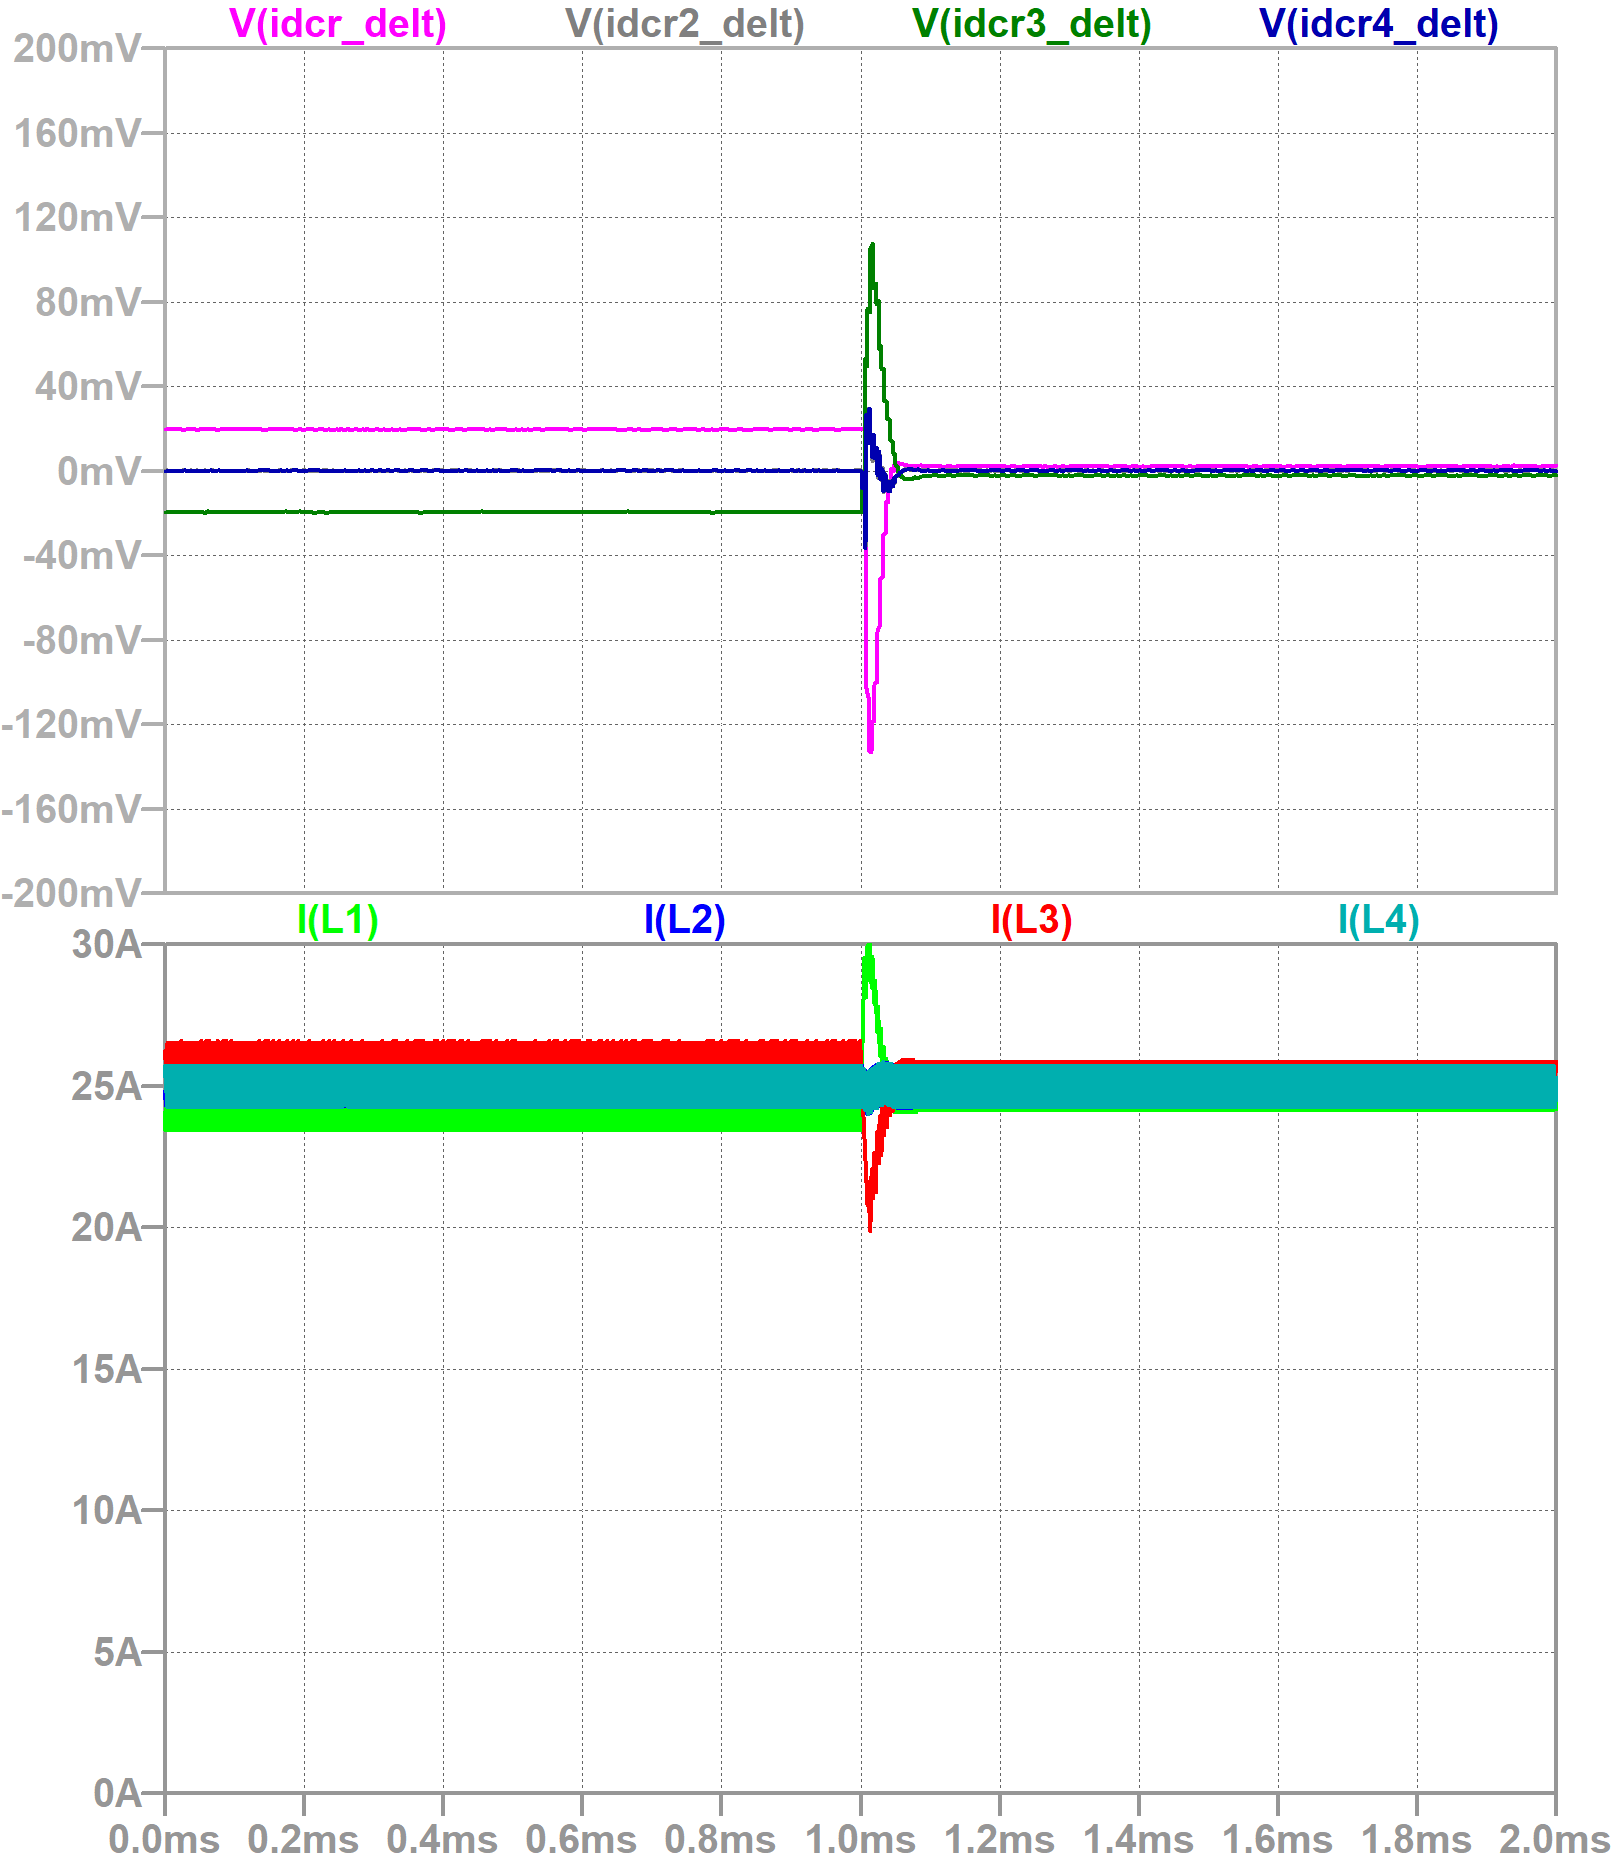 V(idcr_delt) V(idcr2_delt) V(idcr3_delt) V(idcr4_delt)
200mV
160mV
120mV
80mV
40mV
0mV
-40mV
-80mV
-120mV
-160mV
-200mV
I(L1) I(L2) I(L3) I(L4)
30A
25A
20A
15A
10A
5A
0A
0.0ms 0.2ms 0.4ms 0.6ms 0.8ms 1.0ms 1.2ms 1.4ms 1.6ms 1.8ms 2.0ms